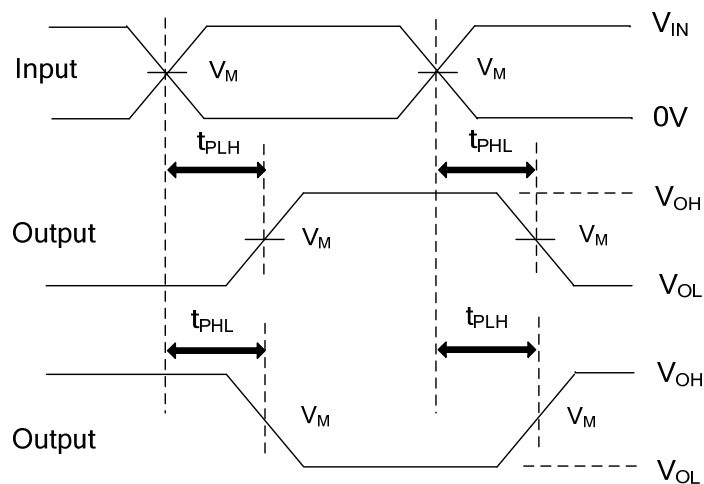 V_IN
Input
V_M
V_M
0V
t_PLH
t_PHL
V_OH
Output
V_M
V_M
V_OL
t_PHL
t_PLH
V_OH
Output
V_M
V_M
V_OL